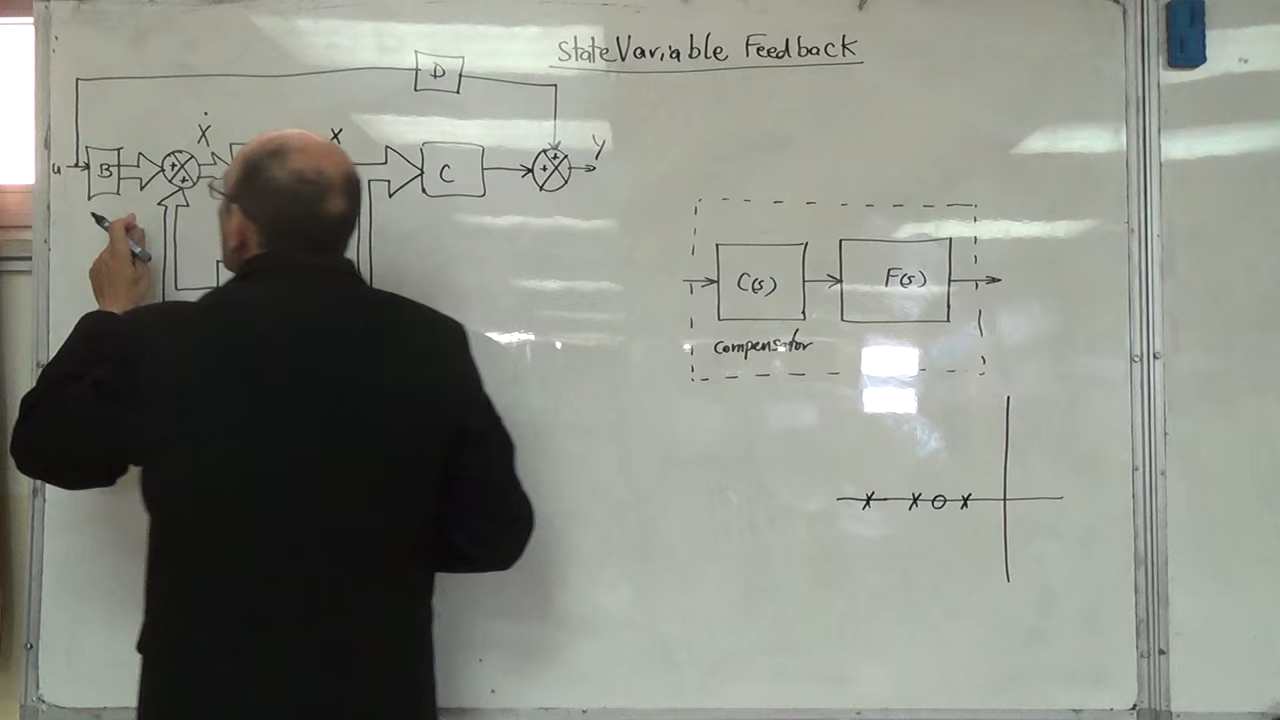 State Variable Feedback
D
Ẋ
X
u
B
+
+
C
+
+
y
C(s)
F(s)
compensator